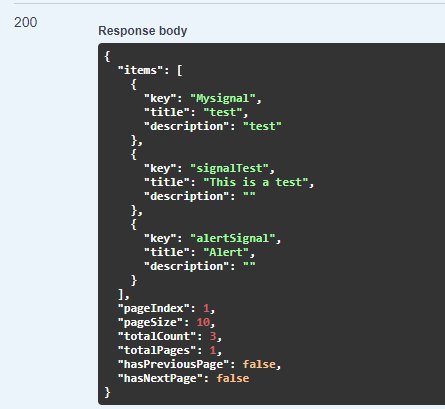 200
Response body
{
  "items": [
    {
      "key": "Mysignal",
      "title": "test",
      "description": "test"
    },
    {
      "key": "signalTest",
      "title": "This is a test",
      "description": ""
    },
    {
      "key": "alertSignal",
      "title": "Alert",
      "description": ""
    }
  ],
  "pageIndex": 1,
  "pageSize": 10,
  "totalCount": 3,
  "totalPages": 1,
  "hasPreviousPage": false,
  "hasNextPage": false
}